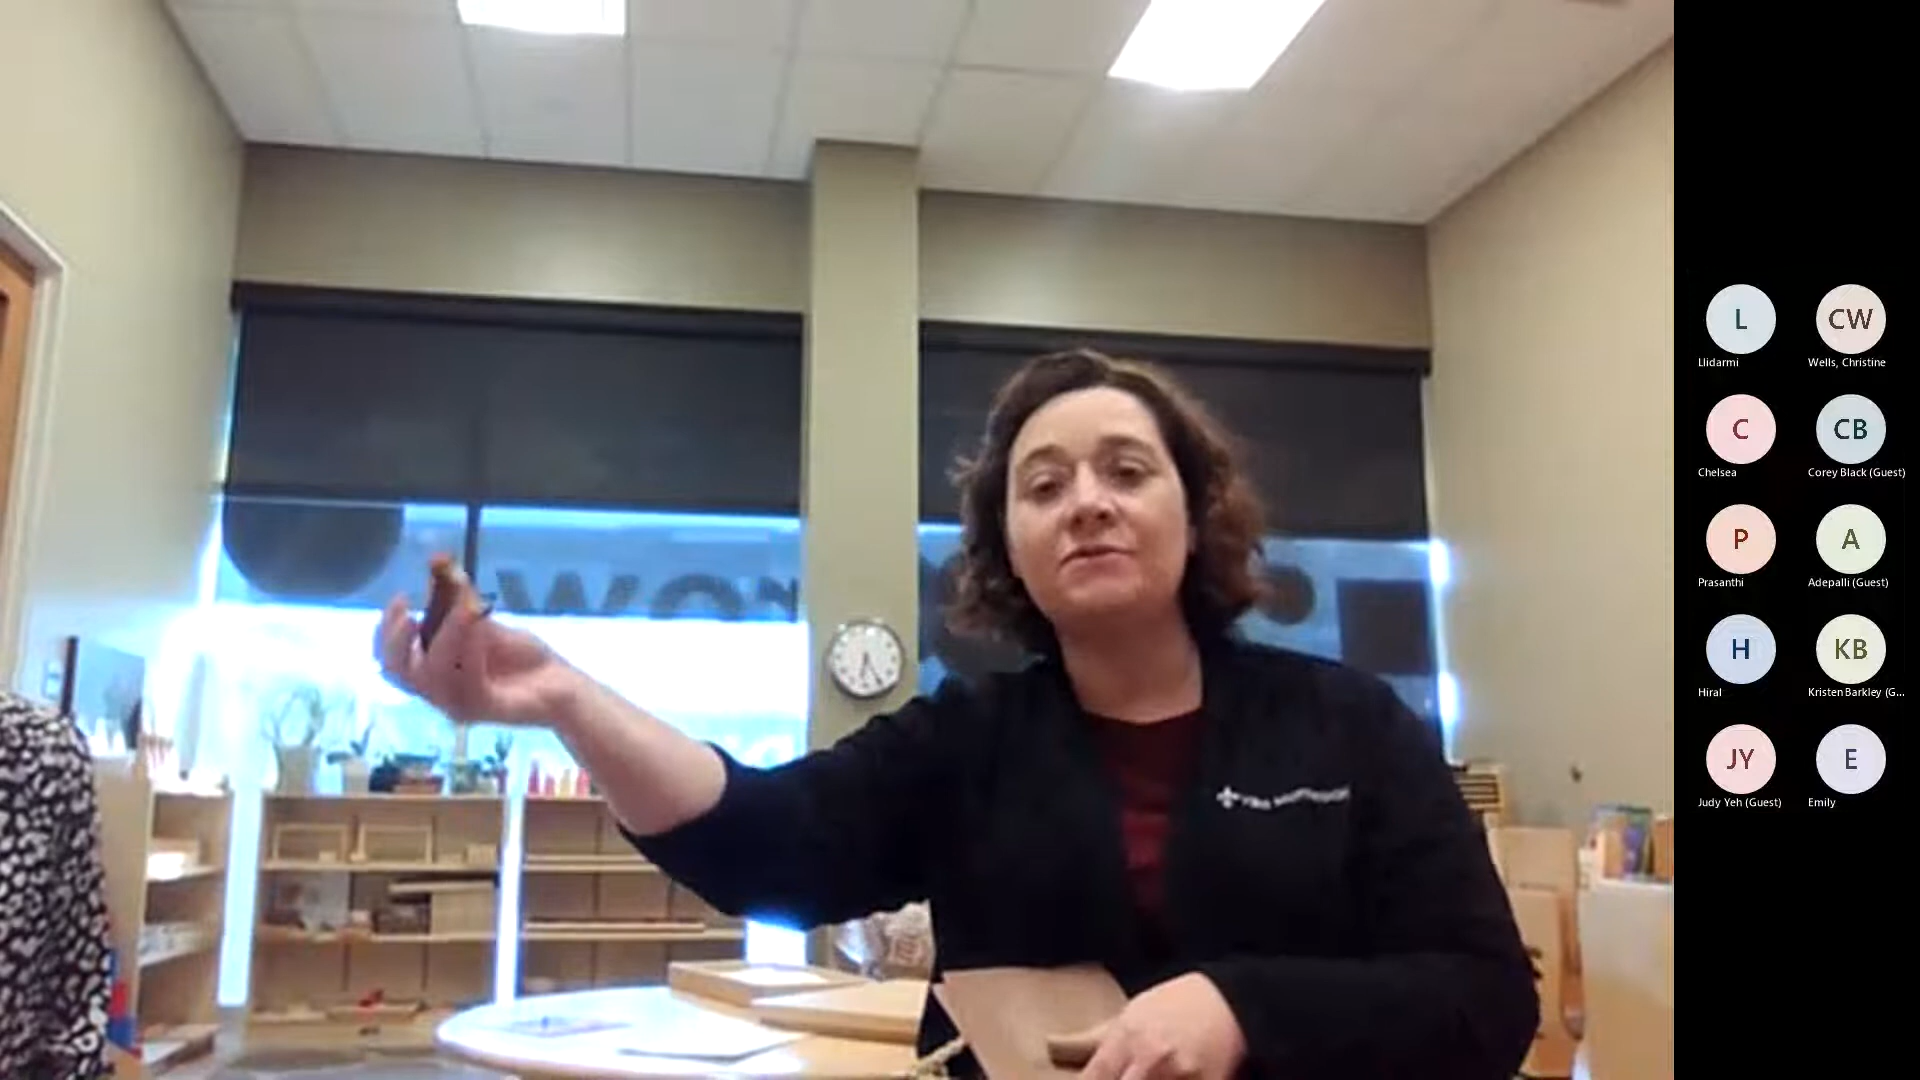 wo
L
CW
Llidarmi
Wells, Christine
C
CB
Chelsea
Corey Black (Guest)
P
A
Prasanthi
Adepalli (Guest)
H
KB
Hiral
Kristen Barkley (G...
JY
E
Judy Yeh (Guest)
Emily